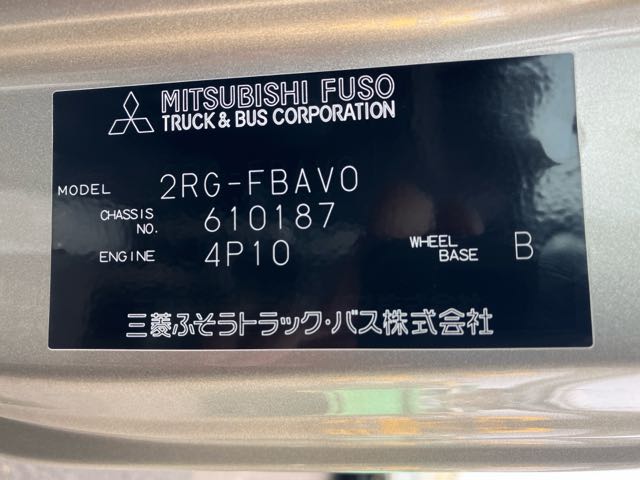 MITSUBISHI FUSO
TRUCK & BUS CORPORATION
MODEL 2RG-FBAV0
CHASSIS NO. 610187
ENGINE 4P10 WHEEL BASE B
三菱ふそうトラック・バス株式会社